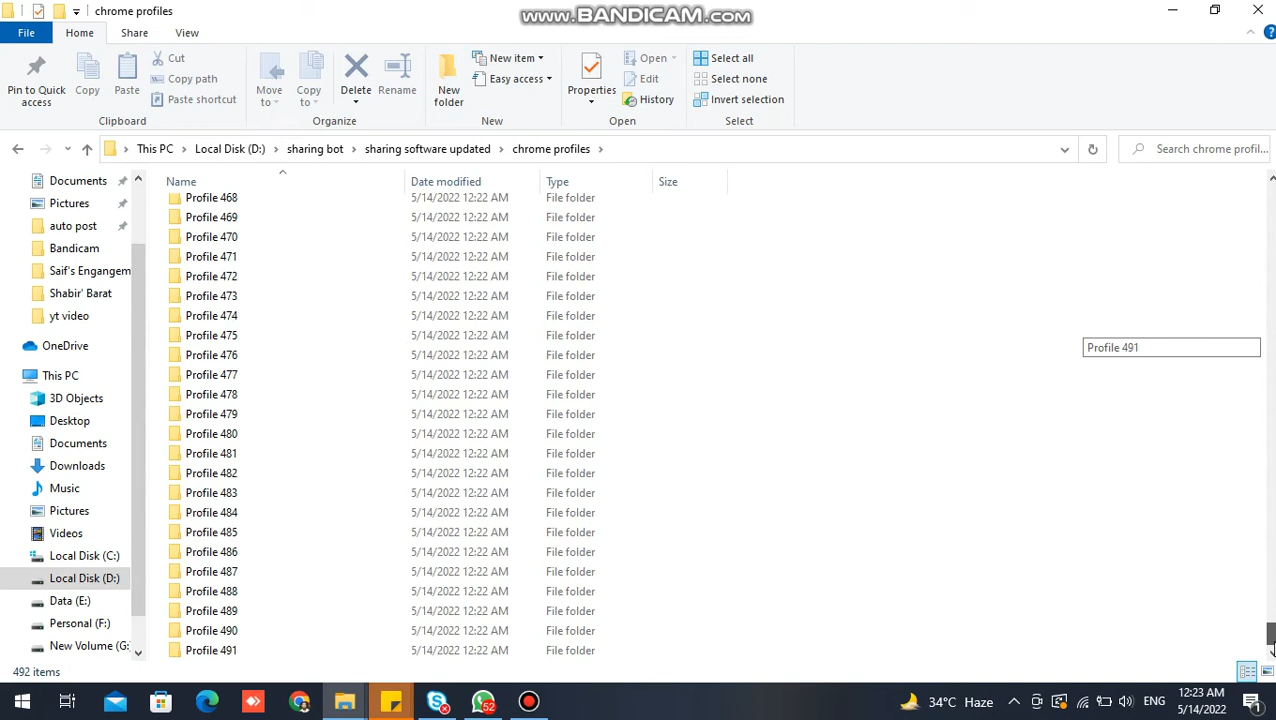 chrome profiles
www.BANDICAM.com
File
Home
Share
View
Pin to Quick access
Copy
Paste
Cut
Copy path
Paste shortcut
Clipboard
Move to
Copy to
Delete
Rename
Organize
New folder
New item
Easy access
New
Properties
Open
Edit
History
Open
Select all
Select none
Invert selection
Select
This PC
Local Disk (D:)
sharing bot
sharing software updated
chrome profiles
Search chrome profil...
Documents
Pictures
auto post
Bandicam
Saif's Engangem
Shabir' Barat
yt video
OneDrive
This PC
3D Objects
Desktop
Documents
Downloads
Music
Pictures
Videos
Local Disk (C:)
Local Disk (D:)
Data (E:)
Personal (F:)
New Volume (G:
Name Date modified Type Size
Profile 468 5/14/2022 12:22 AM File folder
Profile 469 5/14/2022 12:22 AM File folder
Profile 470 5/14/2022 12:22 AM File folder
Profile 471 5/14/2022 12:22 AM File folder
Profile 472 5/14/2022 12:22 AM File folder
Profile 473 5/14/2022 12:22 AM File folder
Profile 474 5/14/2022 12:22 AM File folder
Profile 475 5/14/2022 12:22 AM File folder
Profile 476 5/14/2022 12:22 AM File folder
Profile 477 5/14/2022 12:22 AM File folder
Profile 478 5/14/2022 12:22 AM File folder
Profile 479 5/14/2022 12:22 AM File folder
Profile 480 5/14/2022 12:22 AM File folder
Profile 481 5/14/2022 12:22 AM File folder
Profile 482 5/14/2022 12:22 AM File folder
Profile 483 5/14/2022 12:22 AM File folder
Profile 484 5/14/2022 12:22 AM File folder
Profile 485 5/14/2022 12:22 AM File folder
Profile 486 5/14/2022 12:22 AM File folder
Profile 487 5/14/2022 12:22 AM File folder
Profile 488 5/14/2022 12:22 AM File folder
Profile 489 5/14/2022 12:22 AM File folder
Profile 490 5/14/2022 12:22 AM File folder
Profile 491 5/14/2022 12:22 AM File folder
Profile 491
492 items
52
34°C Haze
ENG
12:23 AM
5/14/2022
1